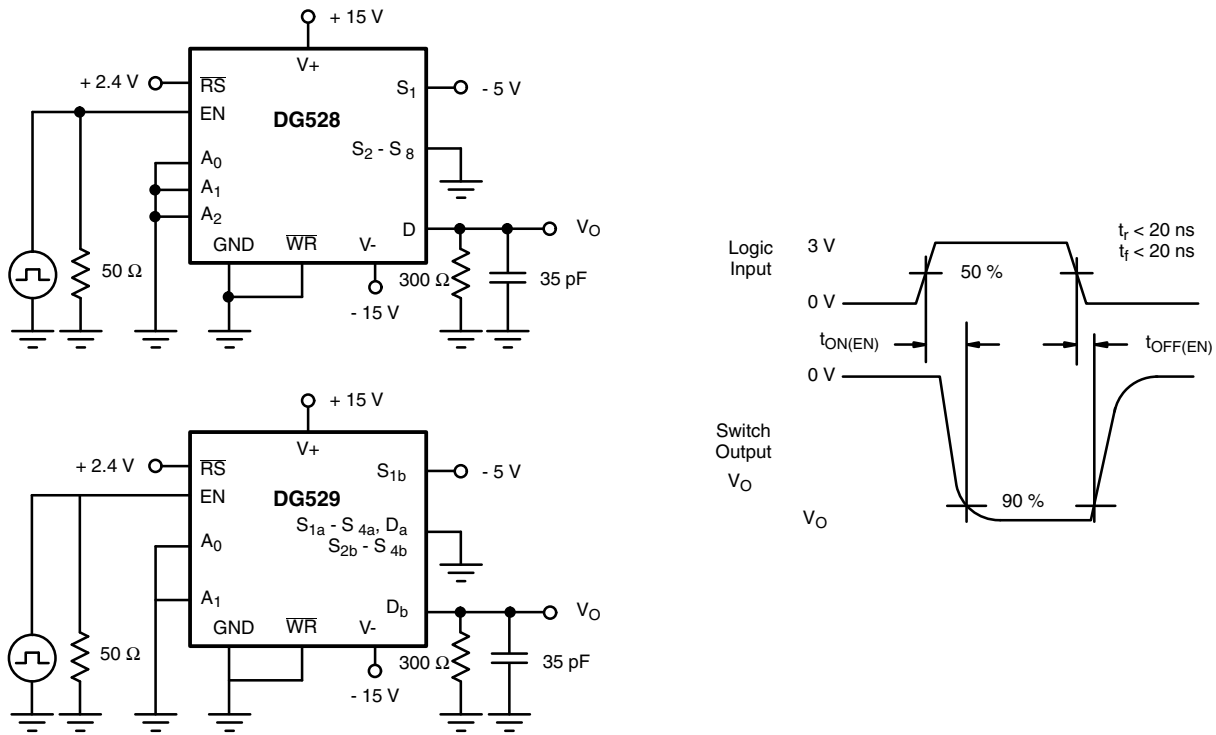 + 15 V
V+
+ 2.4 V
RS
EN
DG528
S1
- 5 V
S2 - S 8
A0
A1
A2
D
VO
GND
WR
V-
50 Ω
300 Ω
35 pF
- 15 V
+ 15 V
V+
+ 2.4 V
RS
EN
DG529
S1b
- 5 V
S1a - S 4a, Da
S2b - S 4b
A0
A1
Db
VO
GND
WR
V-
50 Ω
300 Ω
35 pF
- 15 V
Logic
Input
3 V
50 %
0 V
tr < 20 ns
tf < 20 ns
tON(EN)
tOFF(EN)
0 V
Switch
Output
VO
VO
90 %